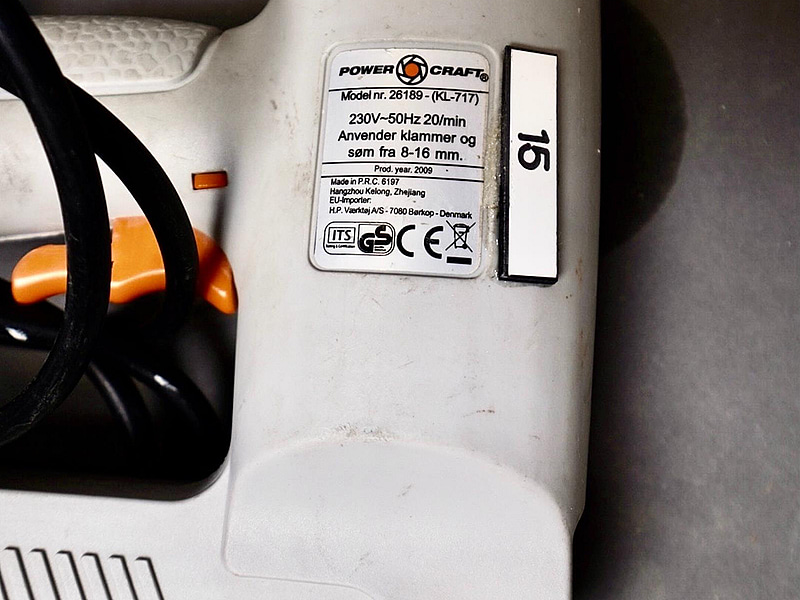 POWER CRAFT®
Model nr. 26189 - (KL-717)
230V~50Hz 20/min
Anvender klammer og
søm fra 8-16 mm.
Prod. year. 2009
Made in P.R.C. 6197
Hangzhou Kelong, Zhejiang
EU-Importer:
H.P. Værktøj A/S - 7080 Børkop - Denmark
ITS GS CE
15